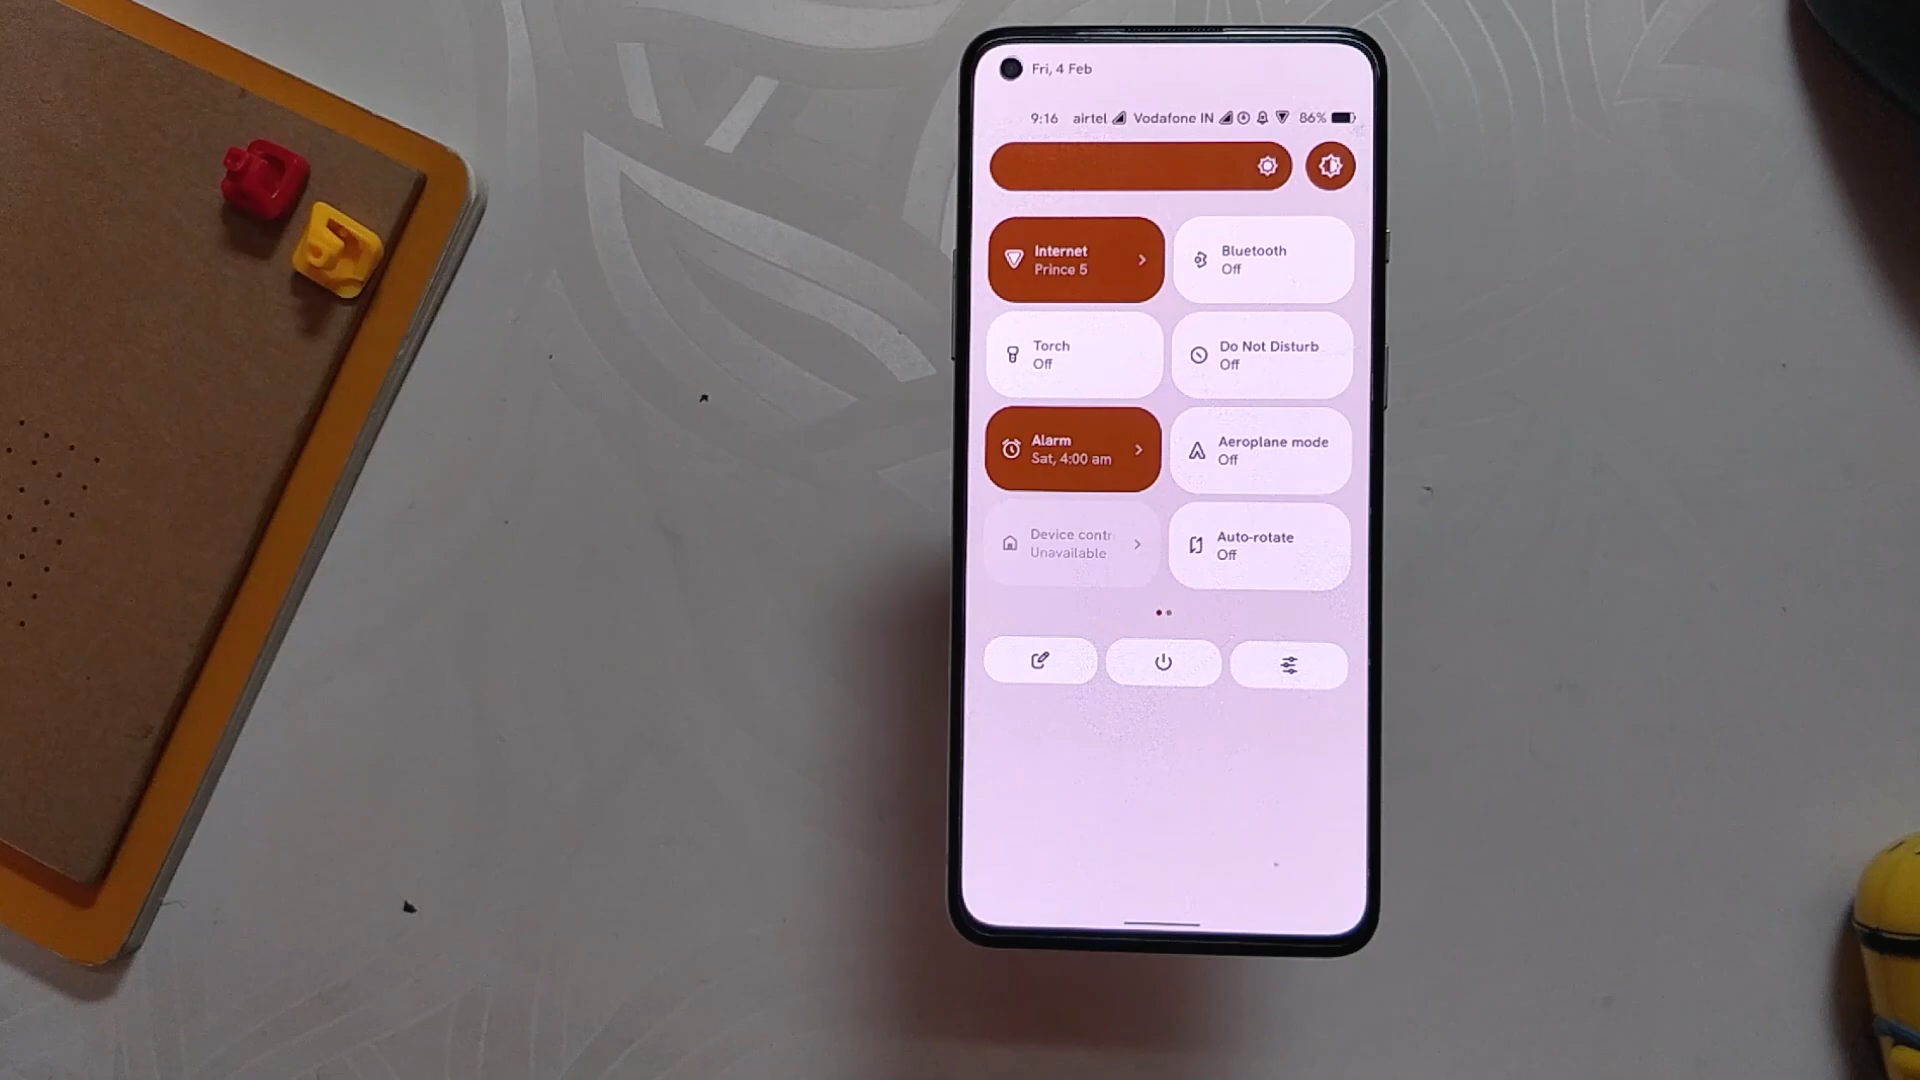 Fri, 4 Feb
9:16 airtel Vodafone IN 86%
Internet
Prince 5
Bluetooth
Off
Torch
Off
Do Not Disturb
Off
Alarm
Sat, 4:00 am
Aeroplane mode
Off
Device contr
Unavailable
Auto-rotate
Off